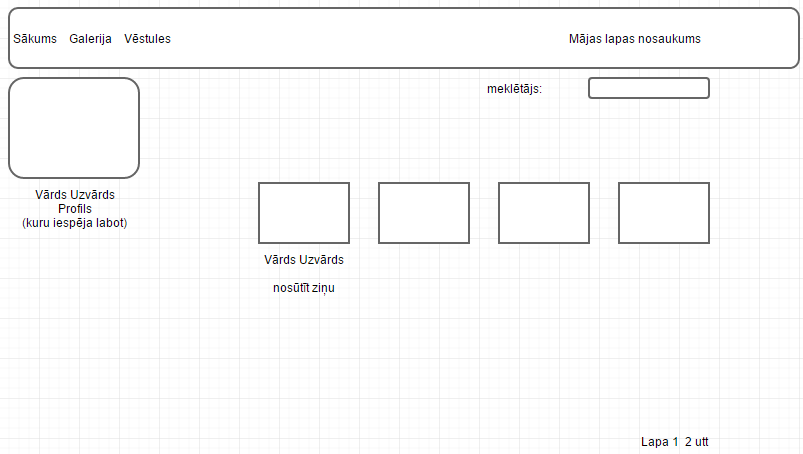 Sākums Galerija Vēstules Mājas lapas nosaukums
meklētājs:
Vārds Uzvārds
Profils
(kuru iespēja labot)
Vārds Uzvārds
nosūtīt ziņu
Lapa 1 2 utt